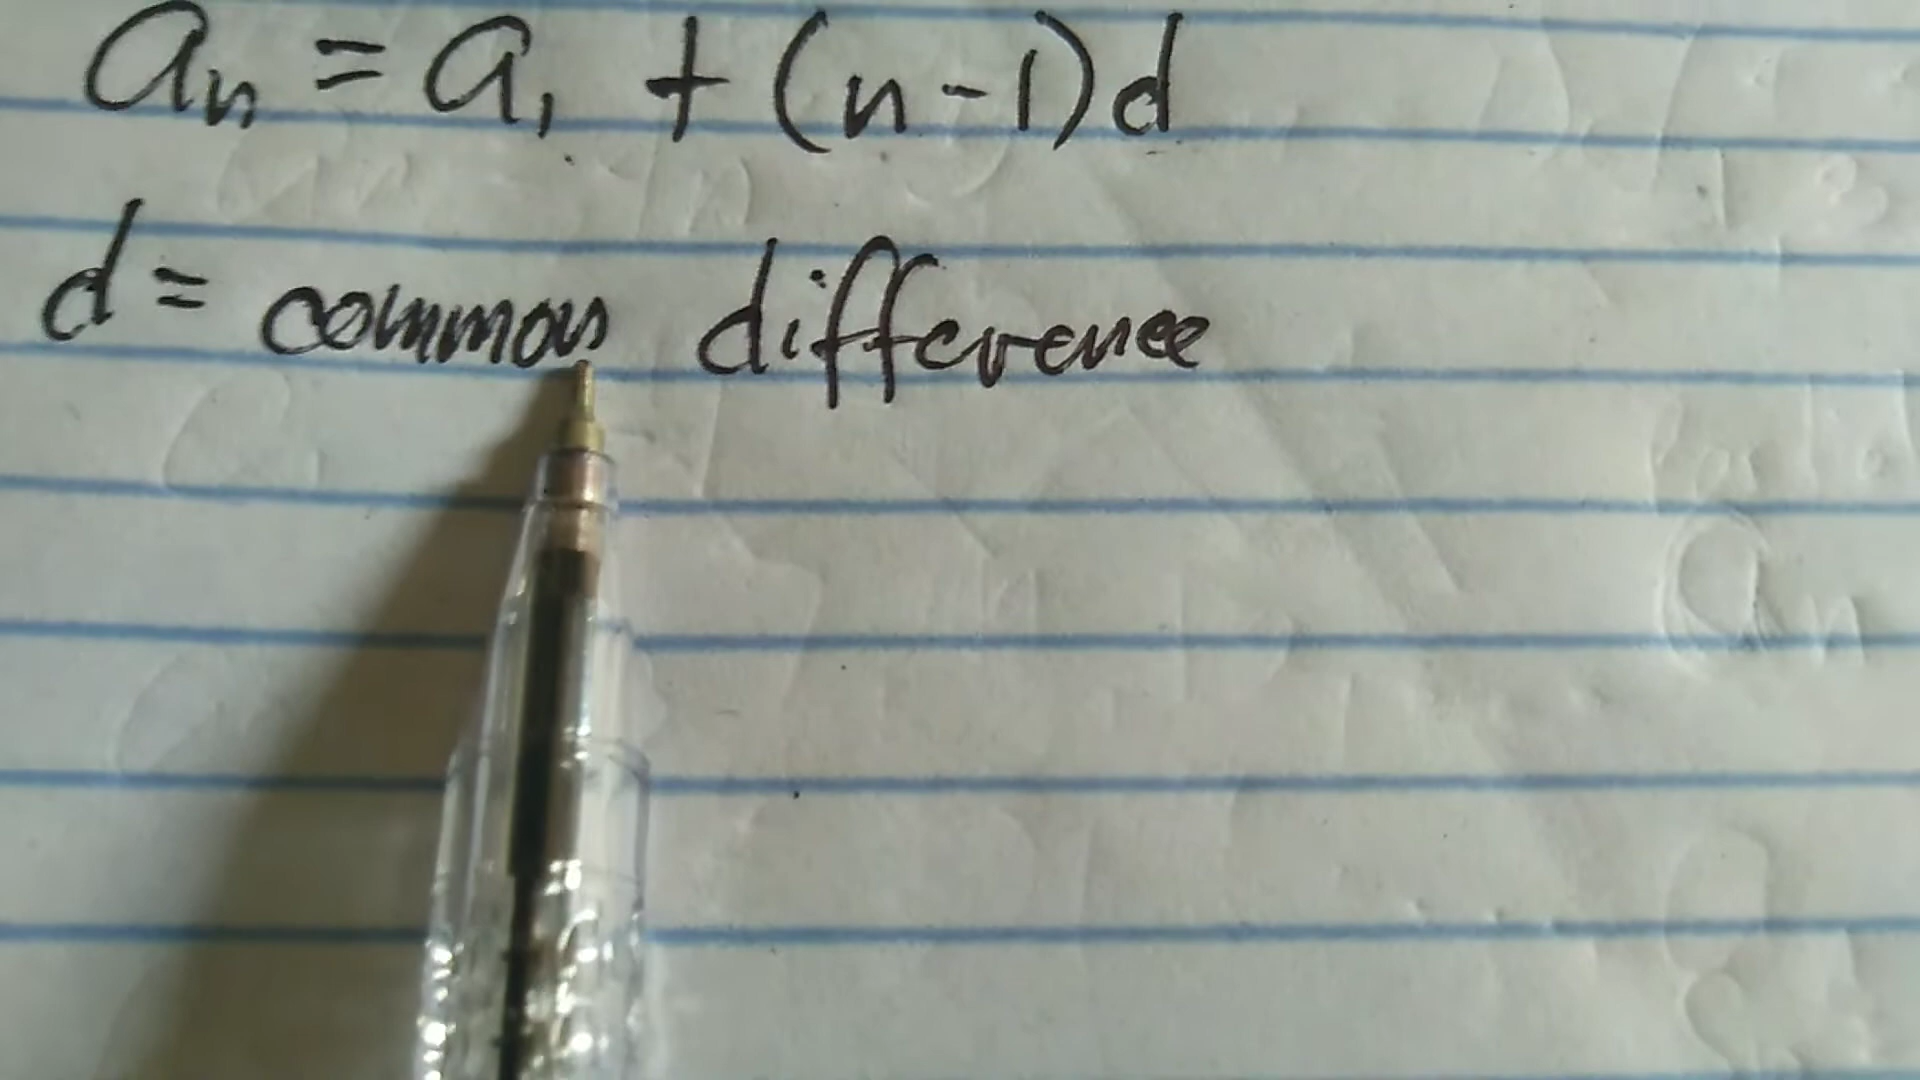 aₙ = a₁ + (n-1)d
d = common difference